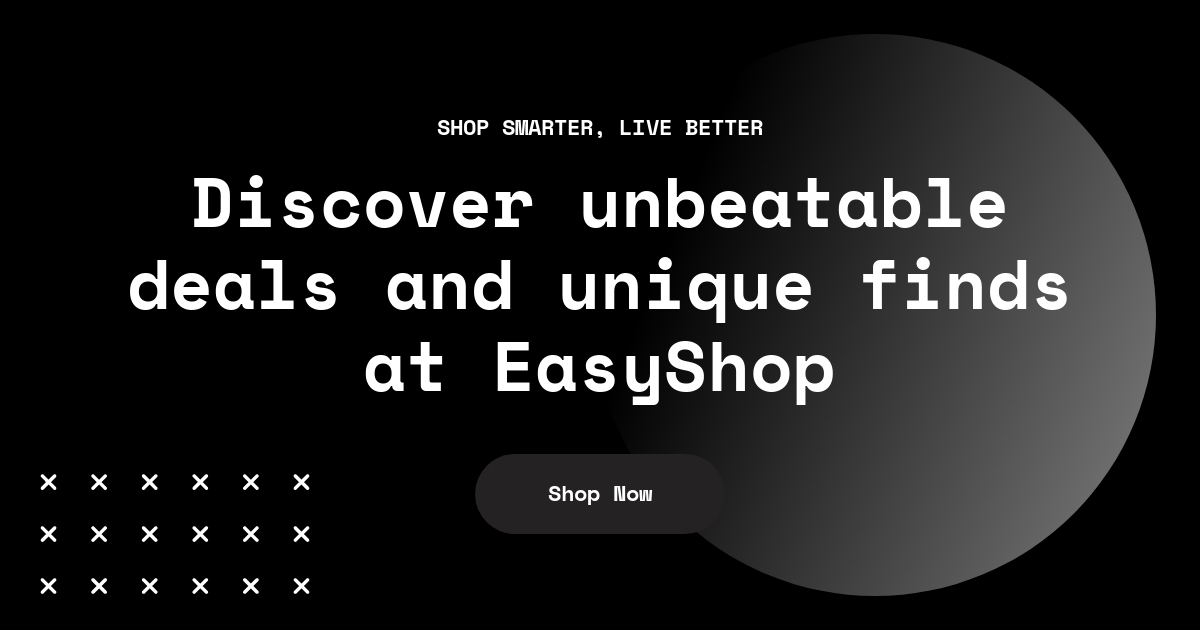 SHOP SMARTER, LIVE BETTER
Discover unbeatable
deals and unique finds
at EasyShop
Shop Now